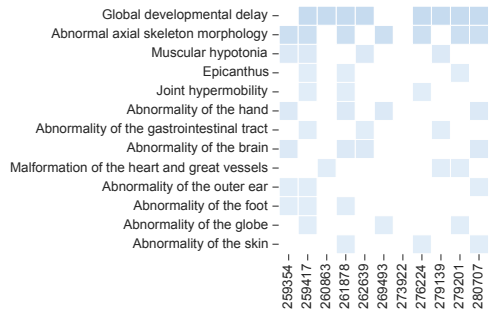 Global developmental delay
Abnormal axial skeleton morphology
Muscular hypotonia
Epicanthus
Joint hypermobility
Abnormality of the hand
Abnormality of the gastrointestinal tract
Abnormality of the brain
Malformation of the heart and great vessels
Abnormality of the outer ear
Abnormality of the foot
Abnormality of the globe
Abnormality of the skin
259354
259417
260863
261878
262639
269493
273922
276224
279139
279201
280707